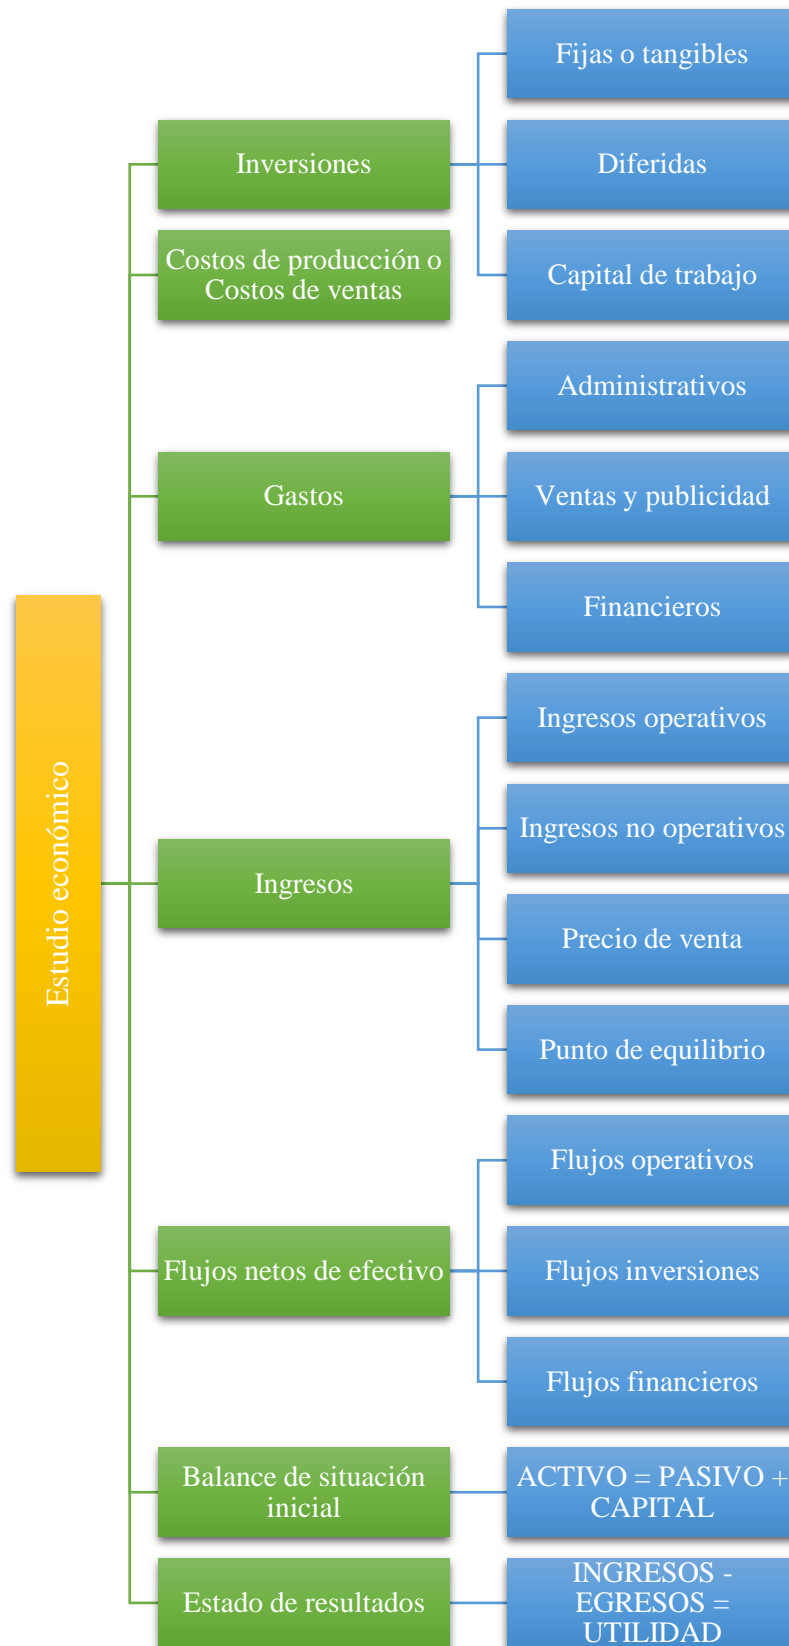 Estudio económico
Inversiones
Fijas o tangibles
Diferidas
Capital de trabajo
Costos de producción o
Costos de ventas
Gastos
Administrativos
Ventas y publicidad
Financieros
Ingresos
Ingresos operativos
Ingresos no operativos
Precio de venta
Punto de equilibrio
Flujos netos de efectivo
Flujos operativos
Flujos inversiones
Flujos financieros
Balance de situación
inicial
ACTIVO = PASIVO +
CAPITAL
Estado de resultados
INGRESOS -
EGRESOS =
UTILIDAD